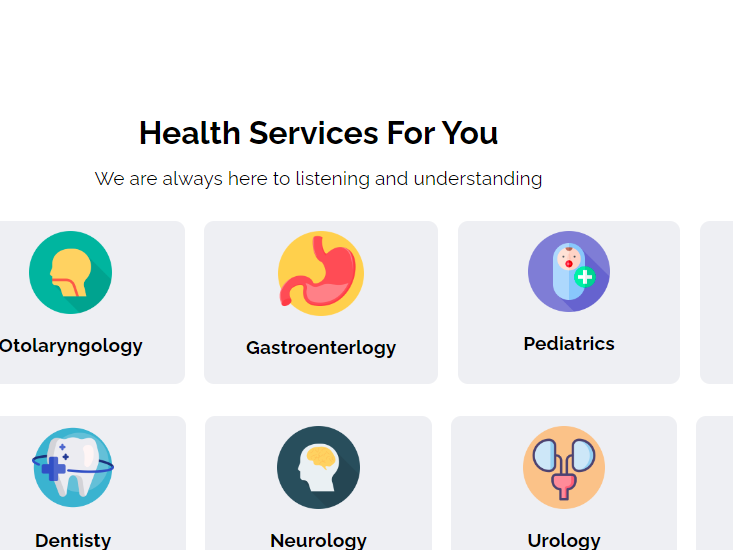 Health Services For You
We are always here to listening and understanding
Otolaryngology
Gastroenterlogy
Pediatrics
Dentisty
Neurology
Urology